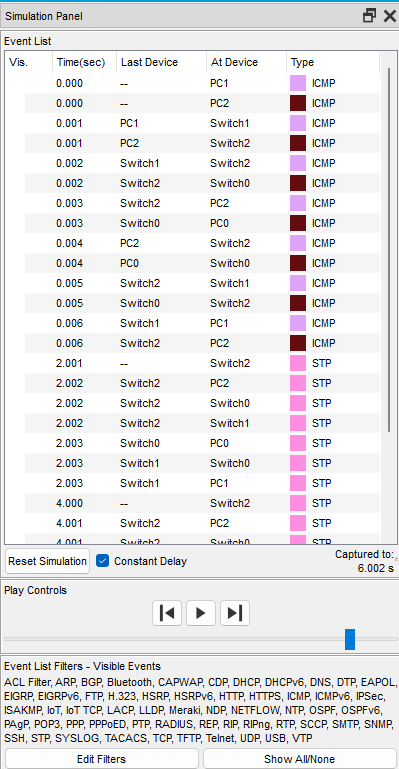 Simulation Panel
Event List
Vis. Time(sec) Last Device At Device Type
0.000 -- PC1 ICMP
0.000 -- PC2 ICMP
0.001 PC1 Switch1 ICMP
0.001 PC2 Switch2 ICMP
0.002 Switch1 Switch2 ICMP
0.002 Switch2 Switch0 ICMP
0.003 Switch2 PC2 ICMP
0.003 Switch0 PC0 ICMP
0.004 PC2 Switch2 ICMP
0.004 PC0 Switch0 ICMP
0.005 Switch2 Switch1 ICMP
0.005 Switch0 Switch2 ICMP
0.006 Switch1 PC1 ICMP
0.006 Switch2 PC2 ICMP
2.001 -- Switch2 STP
2.002 Switch2 PC2 STP
2.002 Switch2 Switch0 STP
2.002 Switch2 Switch1 STP
2.003 Switch0 PC0 STP
2.003 Switch1 Switch0 STP
2.003 Switch1 PC1 STP
4.000 -- Switch2 STP
4.001 Switch2 PC2 STP
4.001 Switch2 Switch0 STP
Reset Simulation Constant Delay Captured to:
6.002 s
Play Controls
Event List Filters - Visible Events
ACL Filter, ARP, BGP, Bluetooth, CAPWAP, CDP, DHCP, DHCPv6, DNS, DTP, EAPOL,
EIGRP, EIGRPv6, FTP, H.323, HSRP, HSRPv6, HTTP, HTTPS, ICMP, ICMPv6, IPSec,
ISAKMP, IoT, IoT TCP, LACP, LLDP, Meraki, NDP, NETFLOW, NTP, OSPF, OSPFv6,
PAgP, POP3, PPP, PPPoED, PTP, RADIUS, REP, RIP, RIPng, RTP, SCCP, SMTP, SNMP,
SSH, STP, SYSLOG, TACACS, TCP, TFTP, Telnet, UDP, USB, VTP
Edit Filters Show All/None